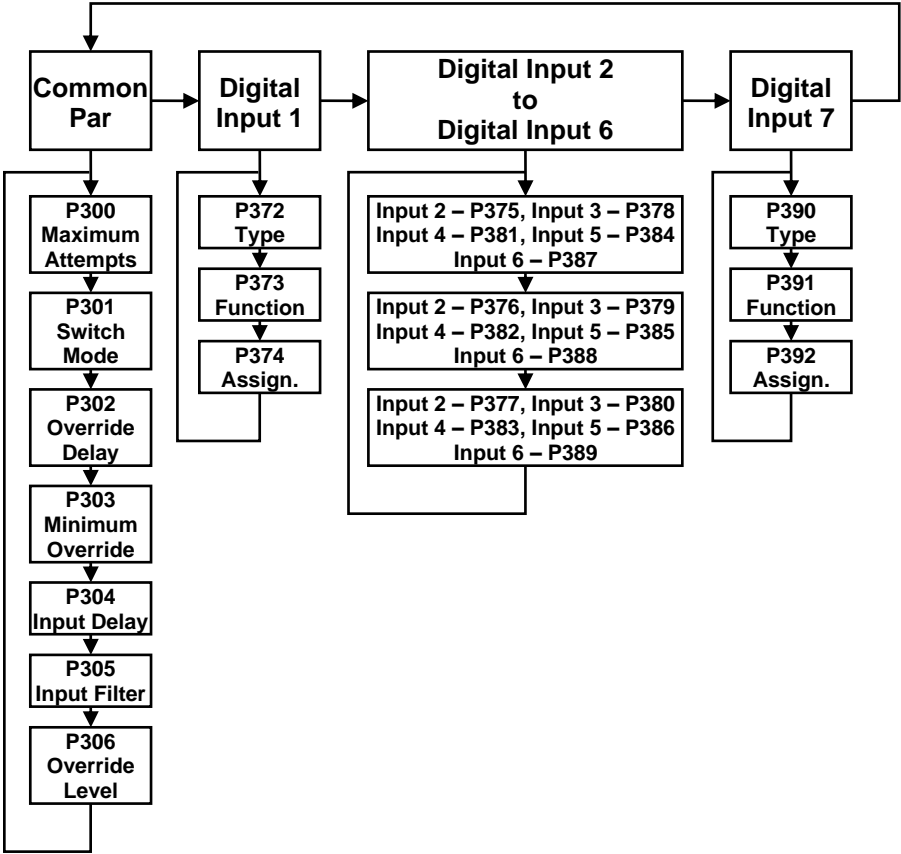 Common
Par
Digital
Input 1
Digital Input 2
to
Digital Input 6
Digital
Input 7
P300
Maximum
Attempts
P301
Switch
Mode
P302
Override
Delay
P303
Minimum
Override
P304
Input Delay
P305
Input Filter
P306
Override
Level
P372
Type
P373
Function
P374
Assign.
Input 2 – P375, Input 3 – P378
Input 4 – P381, Input 5 – P384
Input 6 – P387
Input 2 – P376, Input 3 – P379
Input 4 – P382, Input 5 – P385
Input 6 – P388
Input 2 – P377, Input 3 – P380
Input 4 – P383, Input 5 – P386
Input 6 – P389
P390
Type
P391
Function
P392
Assign.